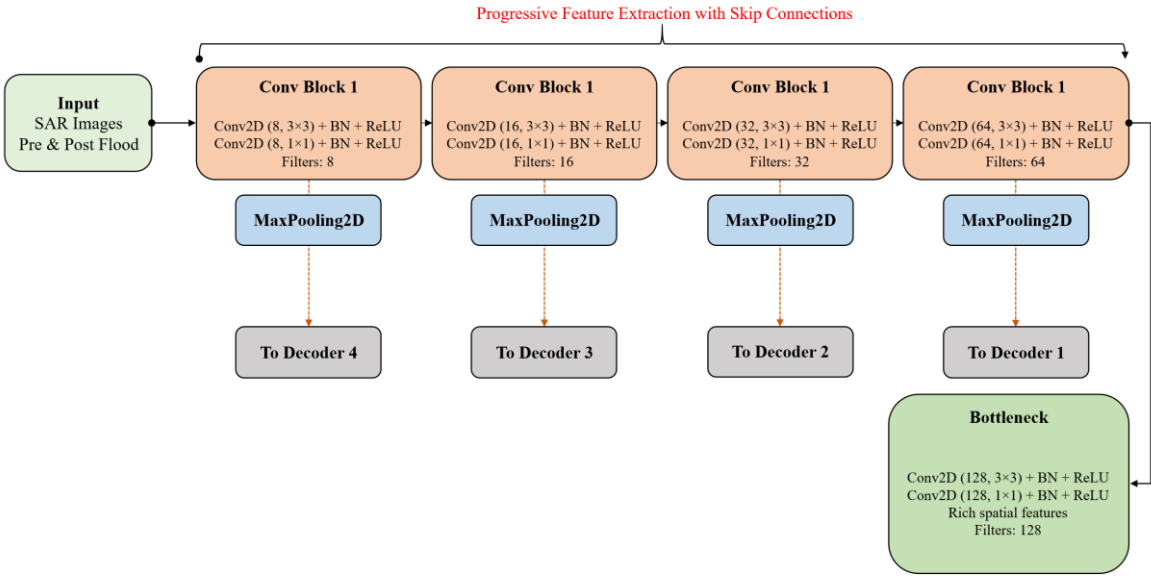 Progressive Feature Extraction with Skip Connections
Input
SAR Images
Pre & Post Flood
Conv Block 1
Conv2D (8, 3×3) + BN + ReLU
Conv2D (8, 1×1) + BN + ReLU
Filters: 8
Conv Block 1
Conv2D (16, 3×3) + BN + ReLU
Conv2D (16, 1×1) + BN + ReLU
Filters: 16
Conv Block 1
Conv2D (32, 3×3) + BN + ReLU
Conv2D (32, 1×1) + BN + ReLU
Filters: 32
Conv Block 1
Conv2D (64, 3×3) + BN + ReLU
Conv2D (64, 1×1) + BN + ReLU
Filters: 64
MaxPooling2D
MaxPooling2D
MaxPooling2D
MaxPooling2D
To Decoder 4
To Decoder 3
To Decoder 2
To Decoder 1
Bottleneck
Conv2D (128, 3×3) + BN + ReLU
Conv2D (128, 1×1) + BN + ReLU
Rich spatial features
Filters: 128